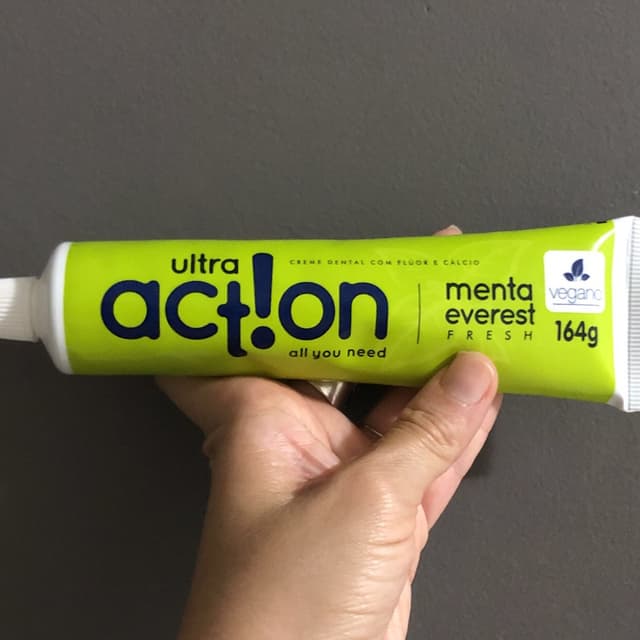 ultra
CREME DENTAL COM FLÚOR E CÁLCIO
act!on
all you need
menta
everest
FRESH
vegano
164g